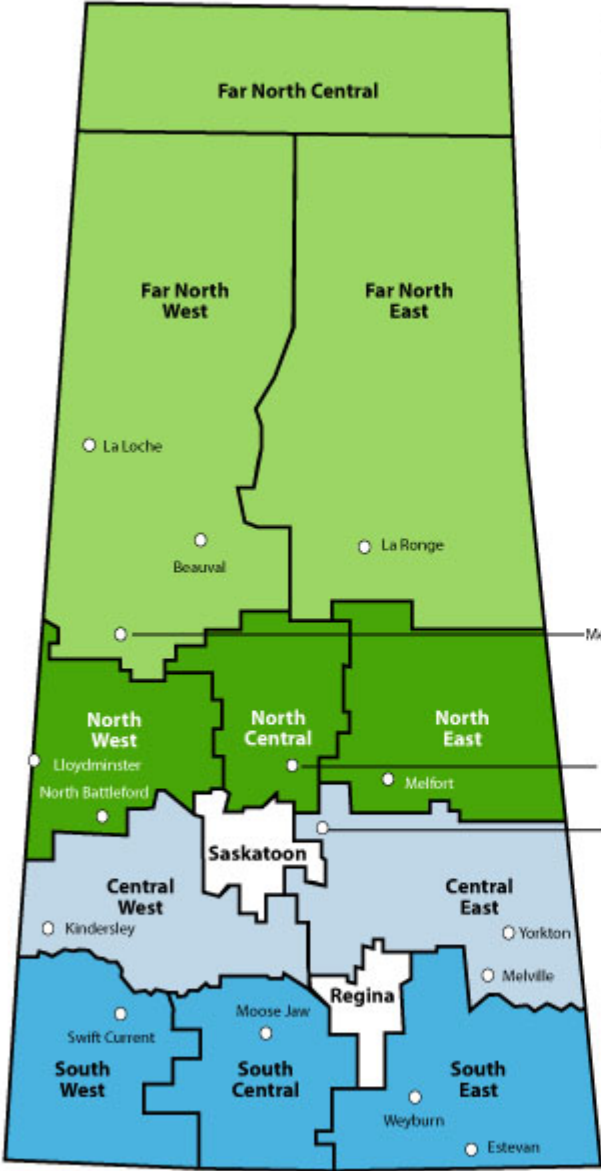 Far North Central
Far North
West
Far North
East
La Loche
Beauval
La Ronge
North
West
North
Central
North
East
Lloydminster
North Battleford
Melfort
Saskatoon
Central
West
Central
East
Kindersley
Yorkton
Melville
Regina
Moose Jaw
Swift Current
South
West
South
Central
South
East
Weyburn
Estevan